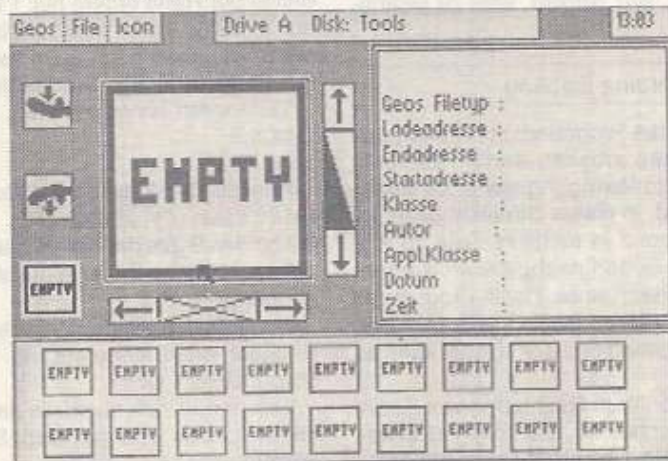 Geos File Icon Drive A Disk: Tools 13:03
EMPTY
EMPTY
Geos Filetyp :
Ladeadresse :
Endadresse :
Startadresse :
Klasse :
Autor :
Appl.Klasse :
Datum :
Zeit :
EMPTY EMPTY EMPTY EMPTY EMPTY EMPTY EMPTY EMPTY EMPTY
EMPTY EMPTY EMPTY EMPTY EMPTY EMPTY EMPTY EMPTY EMPTY